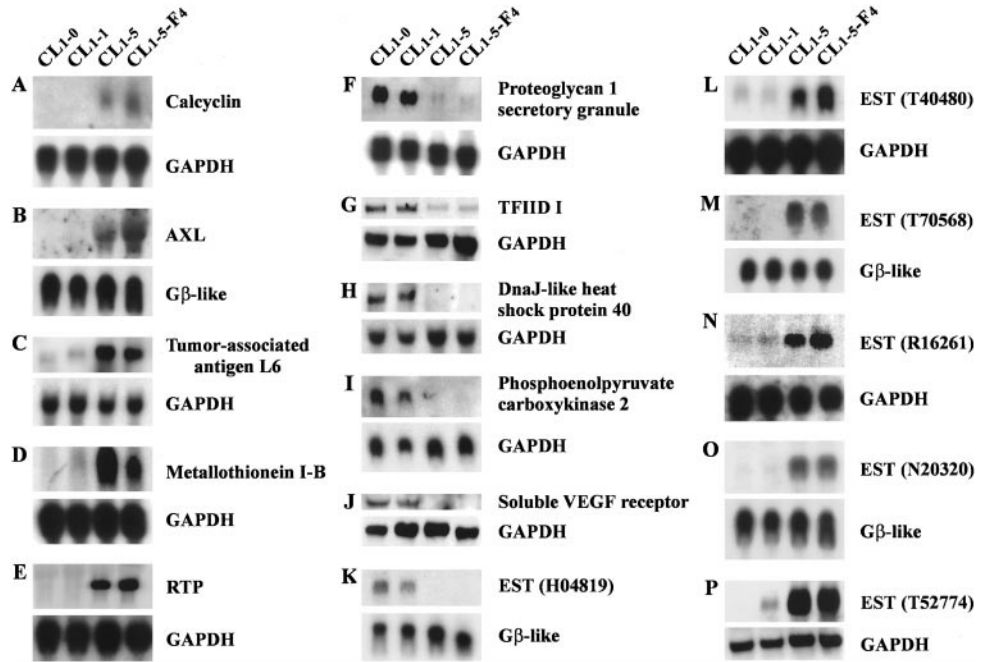 CL1-0 CL1-1 CL1-5 CL1-5-F4
A Calcyclin
GAPDH
B AXL
Gβ-like
C Tumor-associated
antigen L6
GAPDH
D Metallothionein I-B
GAPDH
E RTP
GAPDH
CL1-0 CL1-1 CL1-5 CL1-5-F4
F Proteoglycan 1
secretory granule
GAPDH
G TFIID I
GAPDH
H DnaJ-like heat
shock protein 40
GAPDH
I Phosphoenolpyruvate
carboxykinase 2
GAPDH
J Soluble VEGF receptor
GAPDH
K EST (H04819)
Gβ-like
CL1-0 CL1-1 CL1-5 CL1-5-F4
L EST (T40480)
GAPDH
M EST (T70568)
Gβ-like
N EST (R16261)
GAPDH
O EST (N20320)
Gβ-like
P EST (T52774)
GAPDH